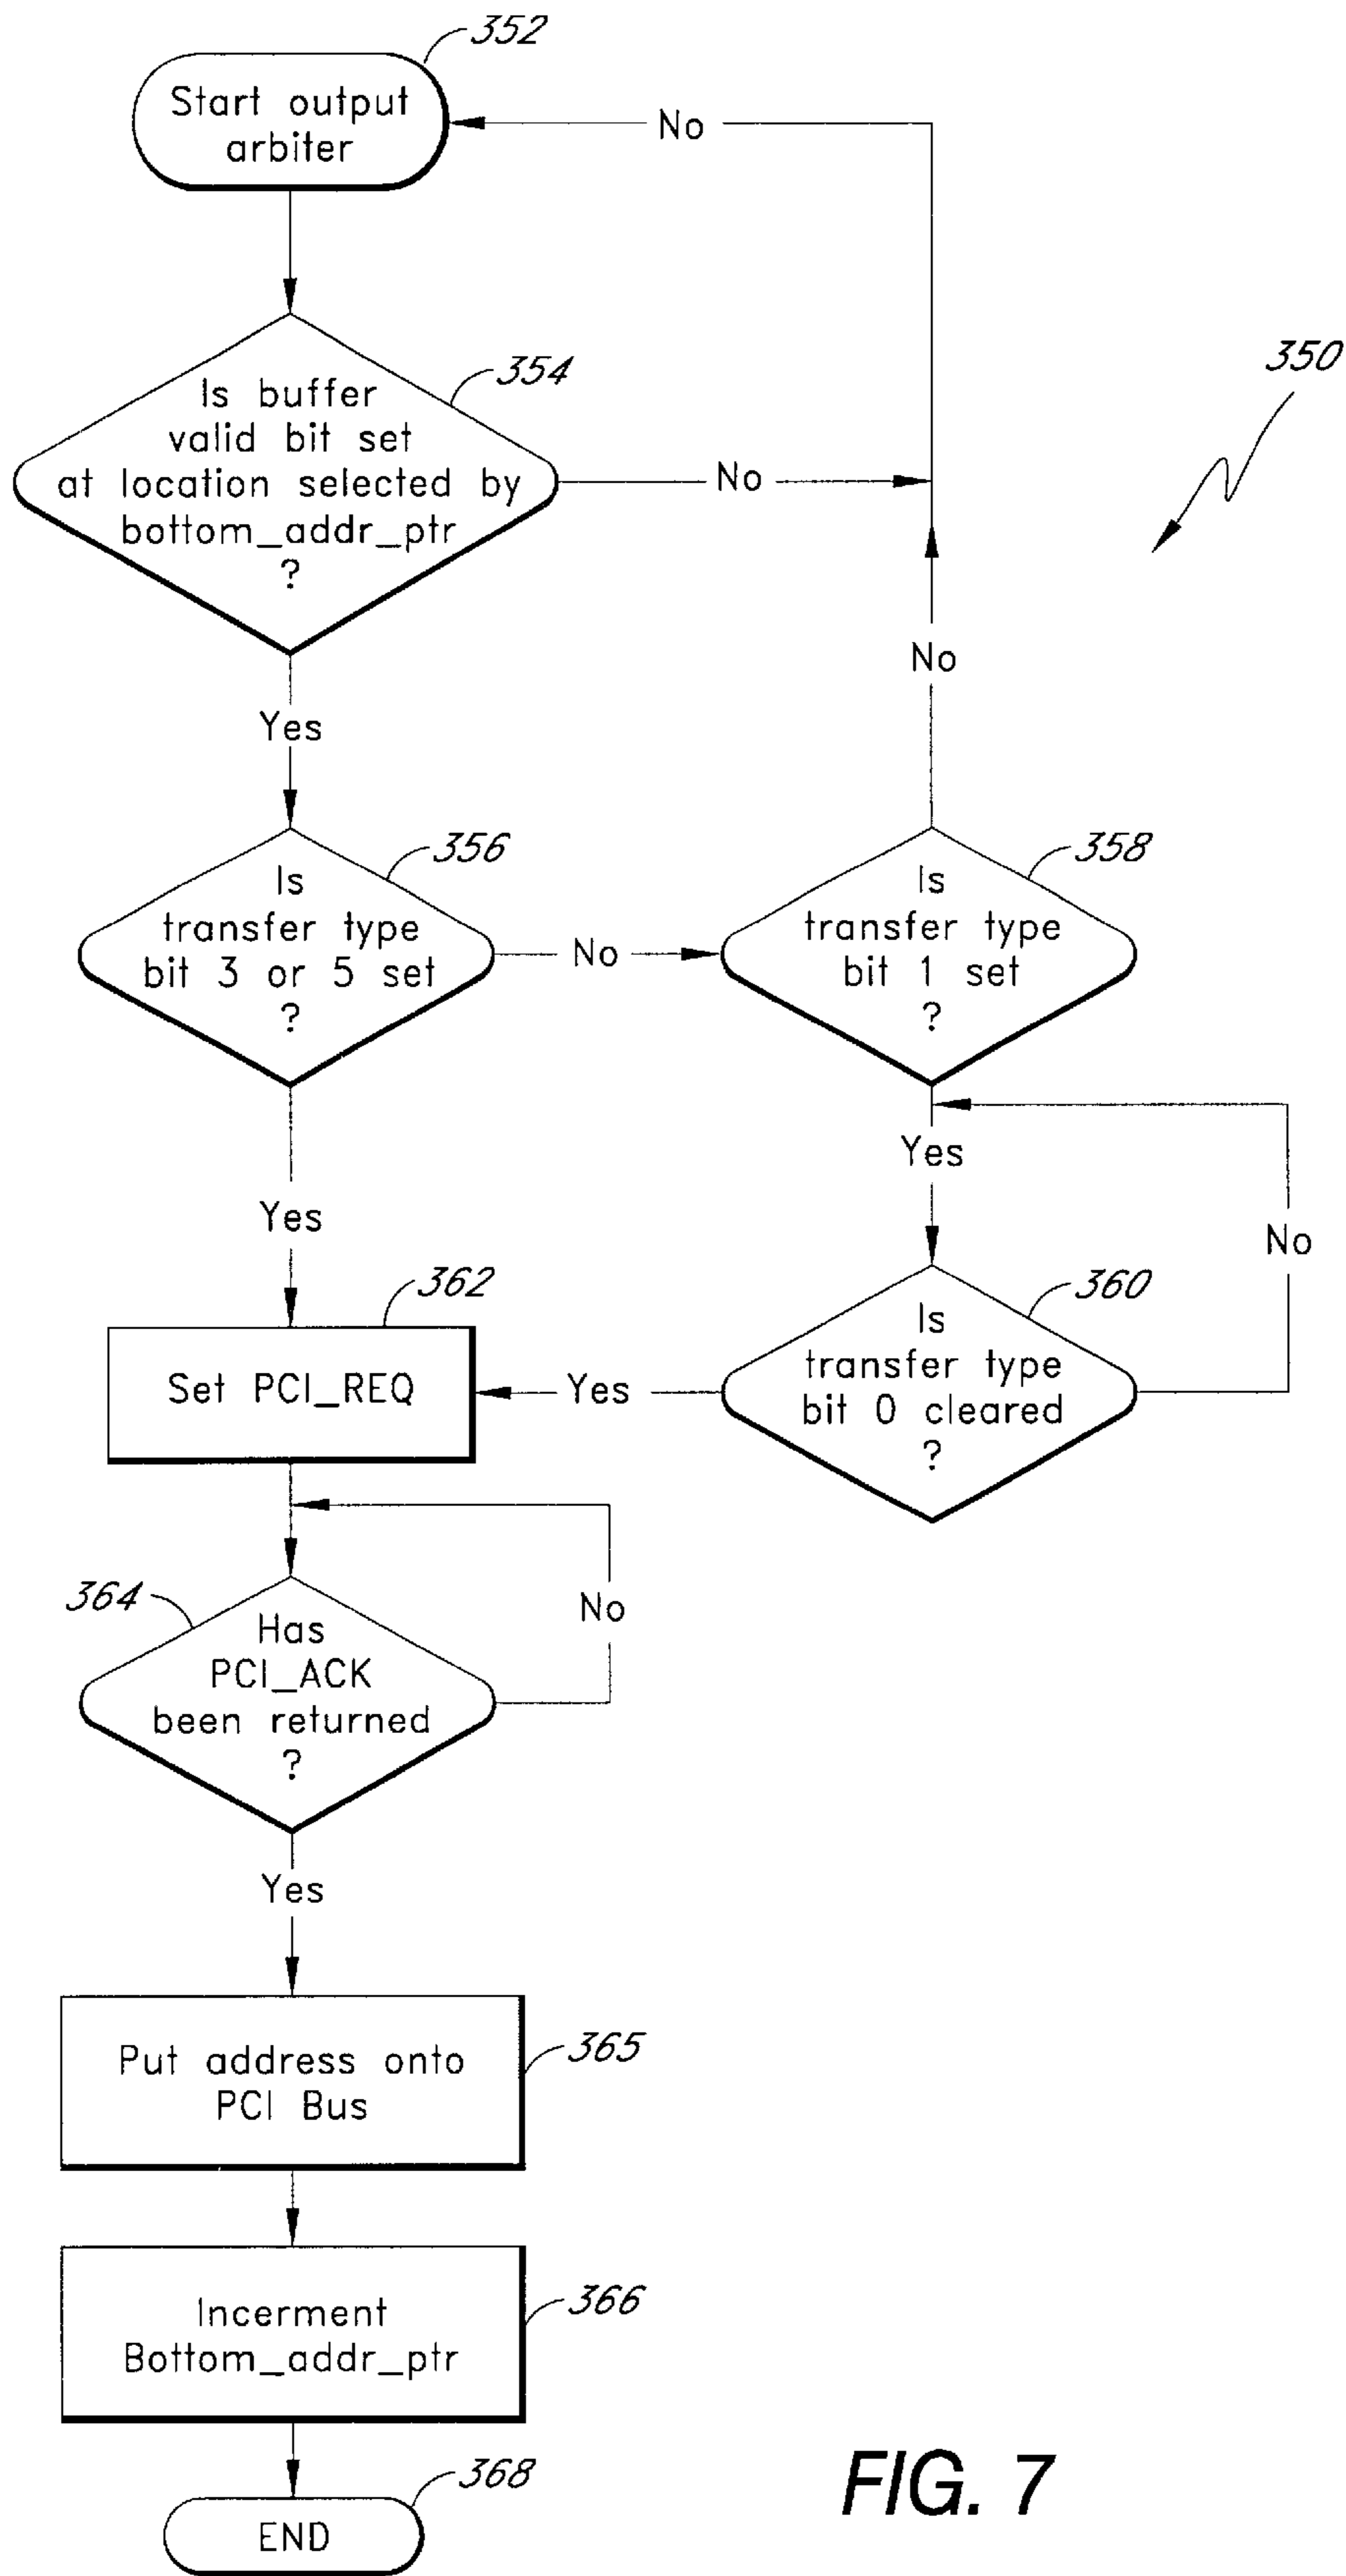 352
Start output
arbiter
No
350
354
Is buffer
valid bit set
at location selected by
bottom_addr_ptr
?
No
No
Yes
356
Is
transfer type
bit 3 or 5 set
?
No
358
Is
transfer type
bit 1 set
?
Yes
Yes
No
362
Set PCI_REQ
Yes
360
Is
transfer type
bit 0 cleared
?
364
Has
PCI_ACK
been returned
?
No
Yes
Put address onto
PCI Bus
365
Incerment
Bottom_addr_ptr
366
368
END
FIG. 7